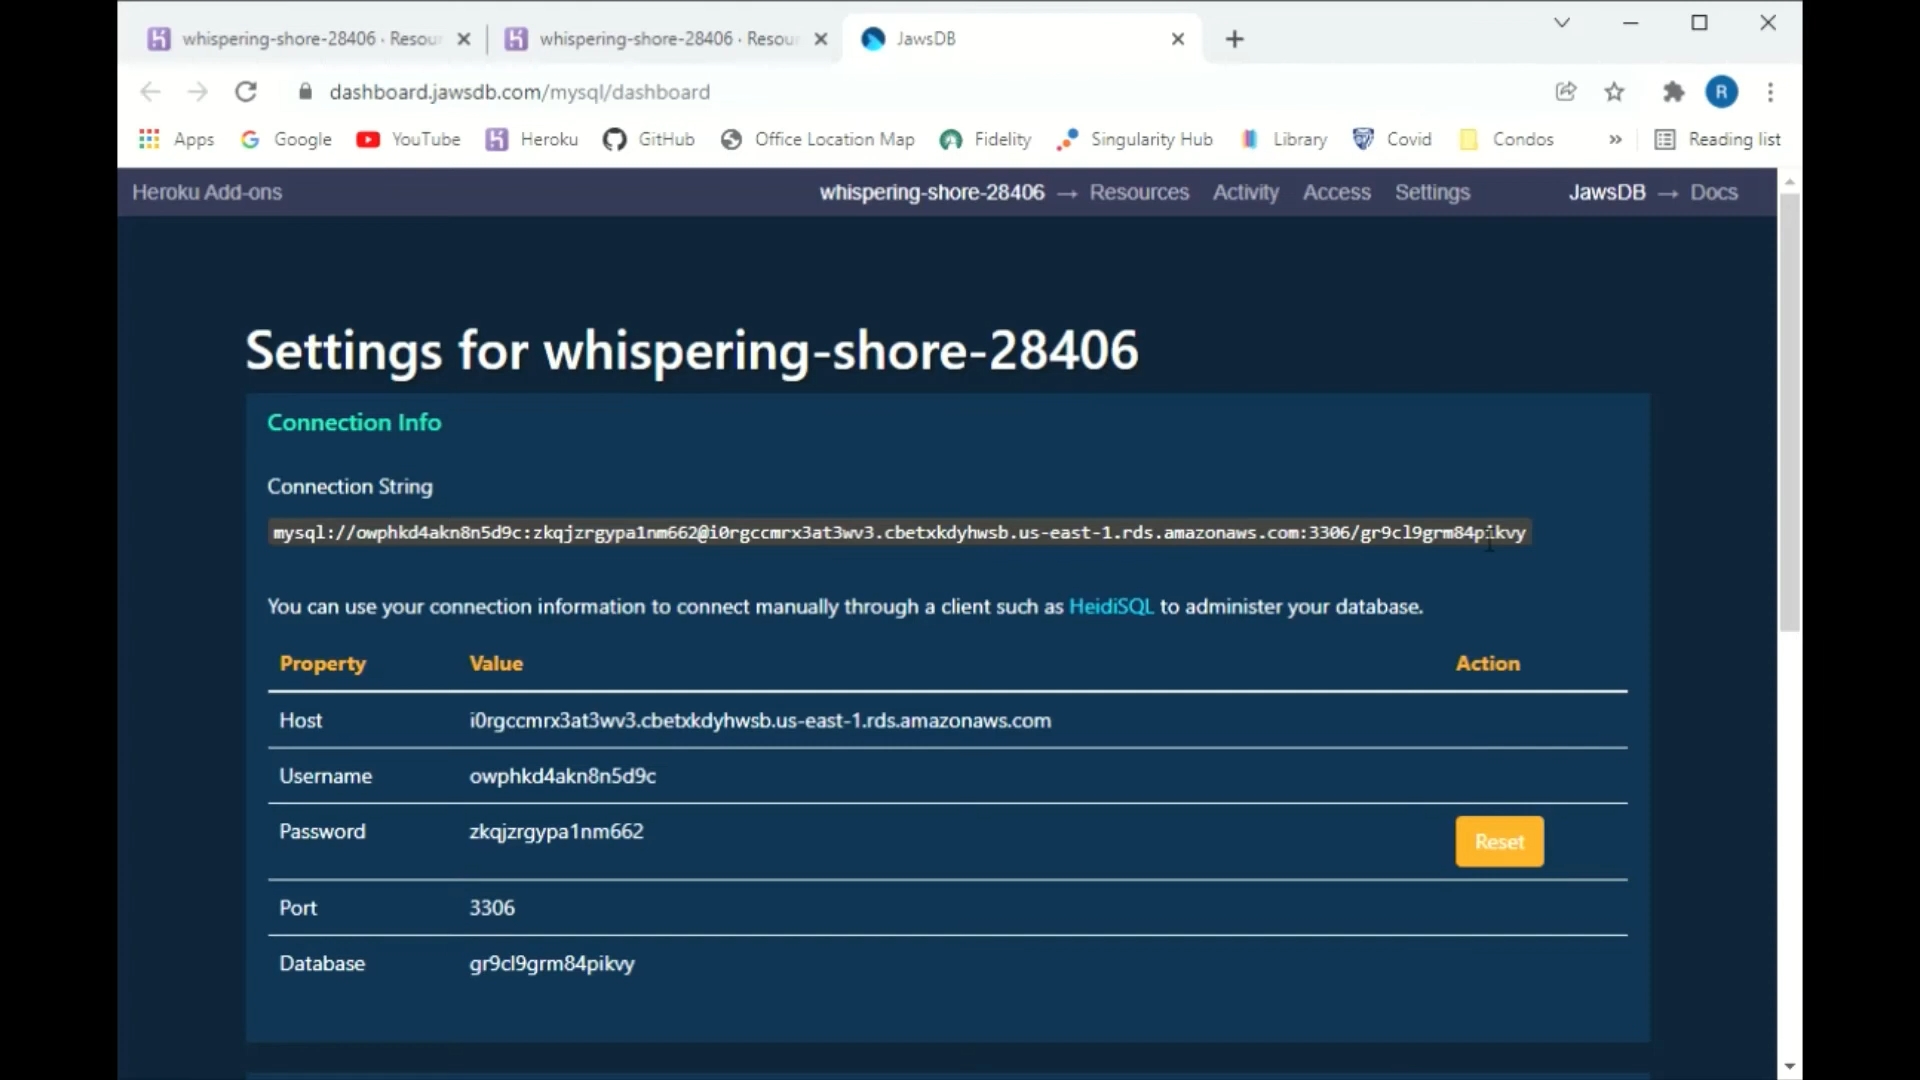 whispering-shore-28406 · Resour
whispering-shore-28406 · Resour
JawsDB
dashboard.jawsdb.com/mysql/dashboard
R
Apps
Google
YouTube
Heroku
GitHub
Office Location Map
Fidelity
Singularity Hub
Library
Covid
Condos
»
Reading list
Heroku Add-ons
whispering-shore-28406 → Resources Activity Access Settings
JawsDB → Docs
Settings for whispering-shore-28406
Connection Info
Connection String
mysql://owphkd4akn8n5d9c:zkqjzrgypa1nm662@i0rgccmrx3at3wv3.cbetxkdyhwsb.us-east-1.rds.amazonaws.com:3306/gr9cl9grm84pikvy
You can use your connection information to connect manually through a client such as HeidiSQL to administer your database.
Property Value Action
Host i0rgccmrx3at3wv3.cbetxkdyhwsb.us-east-1.rds.amazonaws.com
Username owphkd4akn8n5d9c
Password zkqjzrgypa1nm662 Reset
Port 3306
Database gr9cl9grm84pikvy